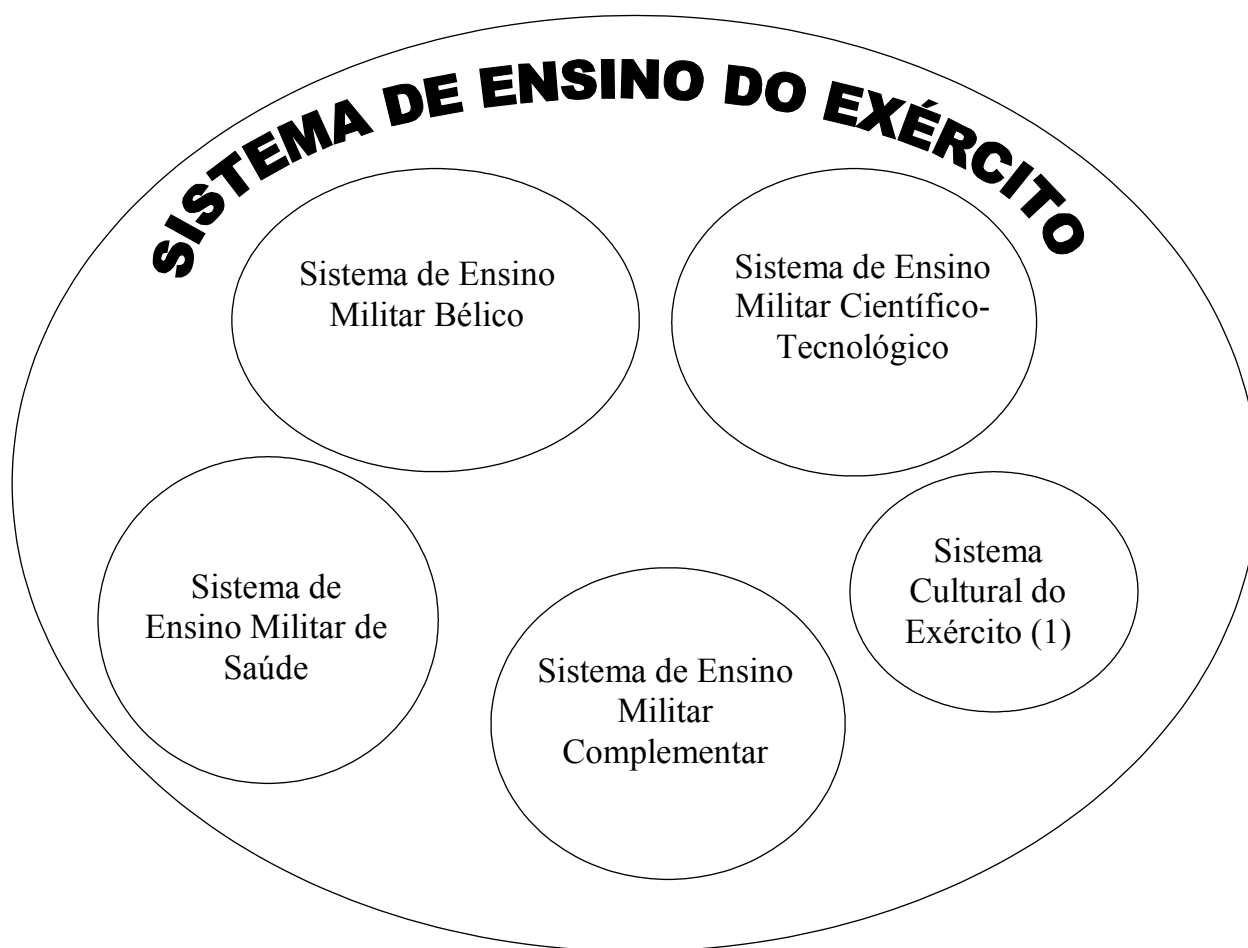 SISTEMA DE ENSINO DO EXÉRCITO
Sistema de Ensino
Militar Bélico
Sistema de Ensino
Militar Científico-
Tecnológico
Sistema de
Ensino Militar de
Saúde
Sistema de Ensino
Militar
Complementar
Sistema
Cultural do
Exército (1)